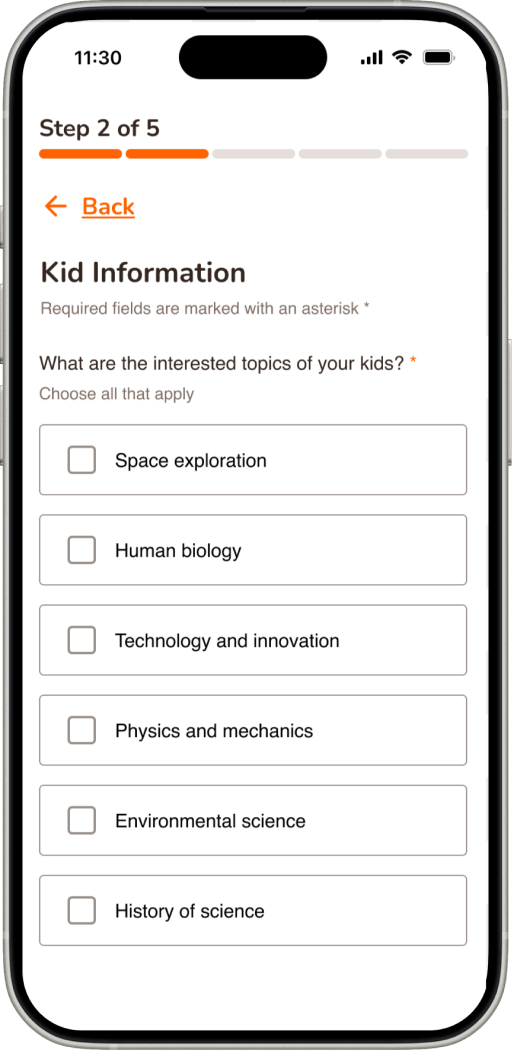 11:30
Step 2 of 5
Back
Kid Information
Required fields are marked with an asterisk *
What are the interested topics of your kids? *
Choose all that apply
Space exploration
Human biology
Technology and innovation
Physics and mechanics
Environmental science
History of science